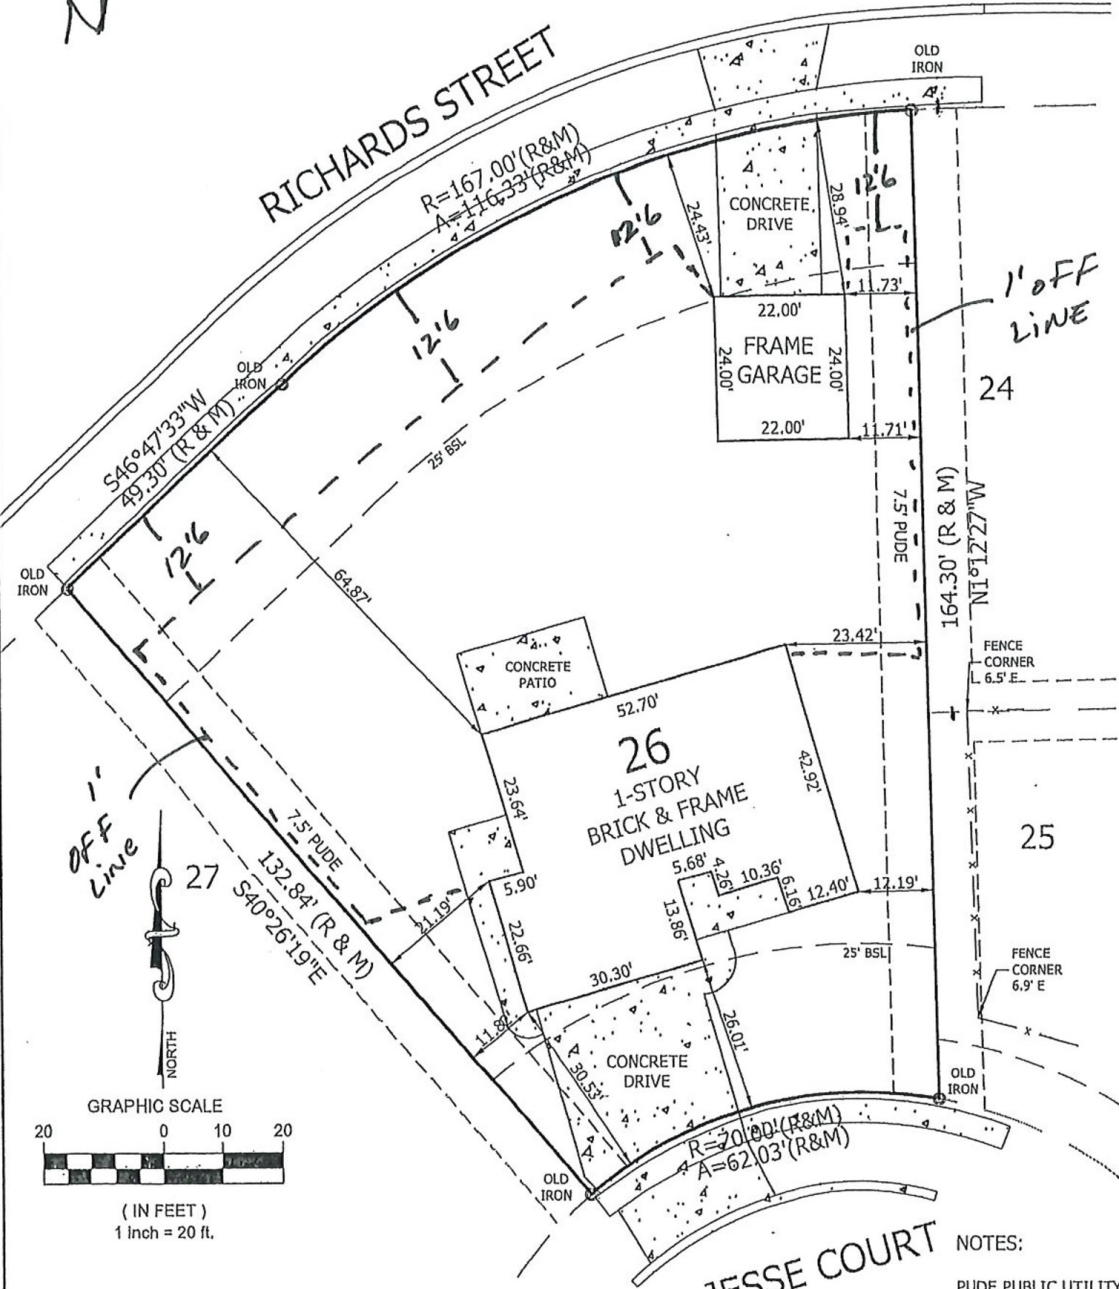 N
RICHARDS STREET
OLD
IRON
R=167.00'(R&M)
A=116.33'(R&M)
12'6
12'6
12'6
12'6
24.43'
CONCRETE
DRIVE
28.94'
11.73'
1' OFF
LINE
22.00'
FRAME
GARAGE
24.00'
24.00'
22.00'
11.71'
24
OLD
IRON
S46°47'33"W
49.30' (R & M)
25' BSL
7.5' PUDE
164.30' (R & M)
N1°12'27"W
OLD
IRON
64.87'
23.42'
FENCE
CORNER
6.5' E
CONCRETE
PATIO
52.70'
26
1-STORY
BRICK & FRAME
DWELLING
42.92'
23.64'
1'
OFF
LINE
27
7.5' PUDE
132.84' (R & M)
S40°26'19"E
25
5.68'
4.26'
10.36'
6.16'
12.40'
12.19'
5.90'
21.19'
22.66'
13.86'
25' BSL
30.30'
FENCE
CORNER
6.9' E
26.01'
CONCRETE
DRIVE
30.53'
NORTH
GRAPHIC SCALE
20 0 10 20
( IN FEET )
1 inch = 20 ft.
OLD
IRON
R=70.00'(R&M)
A=62.03'(R&M)
OLD
IRON
JESSE COURT
NOTES:
PUDE PUBLIC UTILITY